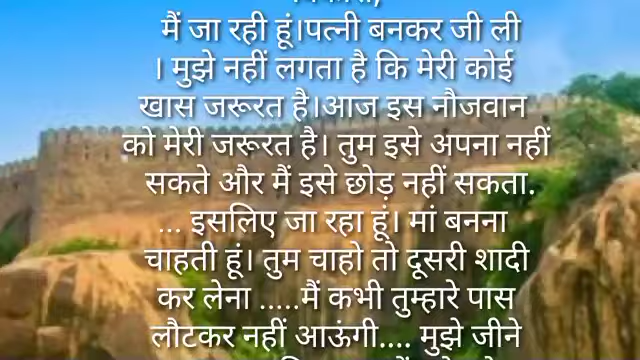 मैं जा रही हूं।पत्नी बनकर जी ली
। मुझे नहीं लगता है कि मेरी कोई
खास जरूरत है।आज इस नौजवान
को मेरी जरूरत है। तुम इसे अपना नहीं
सकते और मैं इसे छोड़ नहीं सकता.
... इसलिए जा रहा हूं। मां बनना
चाहती हूं। तुम चाहो तो दूसरी शादी
कर लेना .....मैं कभी तुम्हारे पास
लौटकर नहीं आऊंगी.... मुझे जीने